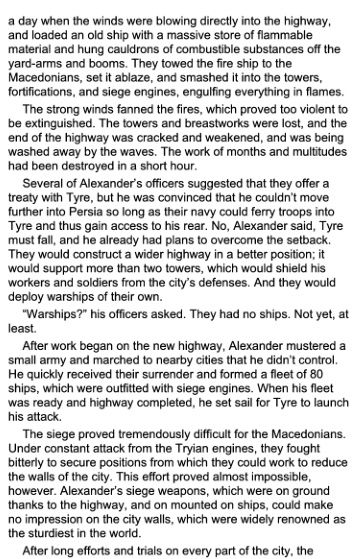 a day when the winds were blowing directly into the highway,
and loaded an old ship with a massive store of flammable
material and hung cauldrons of combustible substances off the
yard-arms and booms. They towed the fire ship to the
Macedonians, set it ablaze, and smashed it into the towers,
fortifications, and siege engines, engulfing everything in flames.
The strong winds fanned the fires, which proved too violent to
be extinguished. The towers and breastworks were lost, and the
end of the highway was cracked and weakened, and was being
washed away by the waves. The work of months and multitudes
had been destroyed in a short hour.
Several of Alexander's officers suggested that they offer a
treaty with Tyre, but he was convinced that he couldn't move
further into Persia so long as their navy could ferry troops into
Tyre and thus gain access to his rear. No, Alexander said, Tyre
must fall, and he already had plans to overcome the setback.
They would construct a wider highway in a better position; it
would support more than two towers, which would shield his
workers and soldiers from the city's defenses. And they would
deploy warships of their own.
"Warships?" his officers asked. They had no ships. Not yet, at
least.
After work began on the new highway, Alexander mustered a
small army and marched to nearby cities that he didn't control.
He quickly received their surrender and formed a fleet of 80
ships, which were outfitted with siege engines. When his fleet
was ready and highway completed, he set sail for Tyre to launch
his attack.
The siege proved tremendously difficult for the Macedonians.
Under constant attack from the Tryian engines, they fought
bitterly to secure positions from which they could work to reduce
the walls of the city. This effort proved almost impossible,
however. Alexander's siege weapons, which were on ground
thanks to the highway, and on mounted on ships, could make
no impression on the city walls, which were widely renowned as
the sturdiest in the world.
After long efforts and trials on every part of the city, the